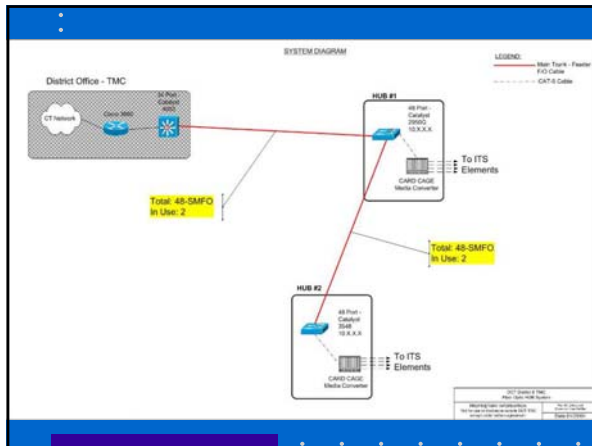 SYSTEM DIAGRAM
LEGEND:
Main Trunk - Feeder
F/O Cable
CAT-5 Cable
District Office - TMC
CT Network
Port -
Catalyst
HUB #1
48 Port -
Catalyst
2950G
10.X.X.X
CARD CAGE
Media Converter
To ITS
Elements
Total: 48-SMFO
In Use: 2
Total: 48-SMFO
In Use: 2
HUB #2
48 Port -
Catalyst
3548
10.X.X.X
CARD CAGE
Media Converter
To ITS
Elements